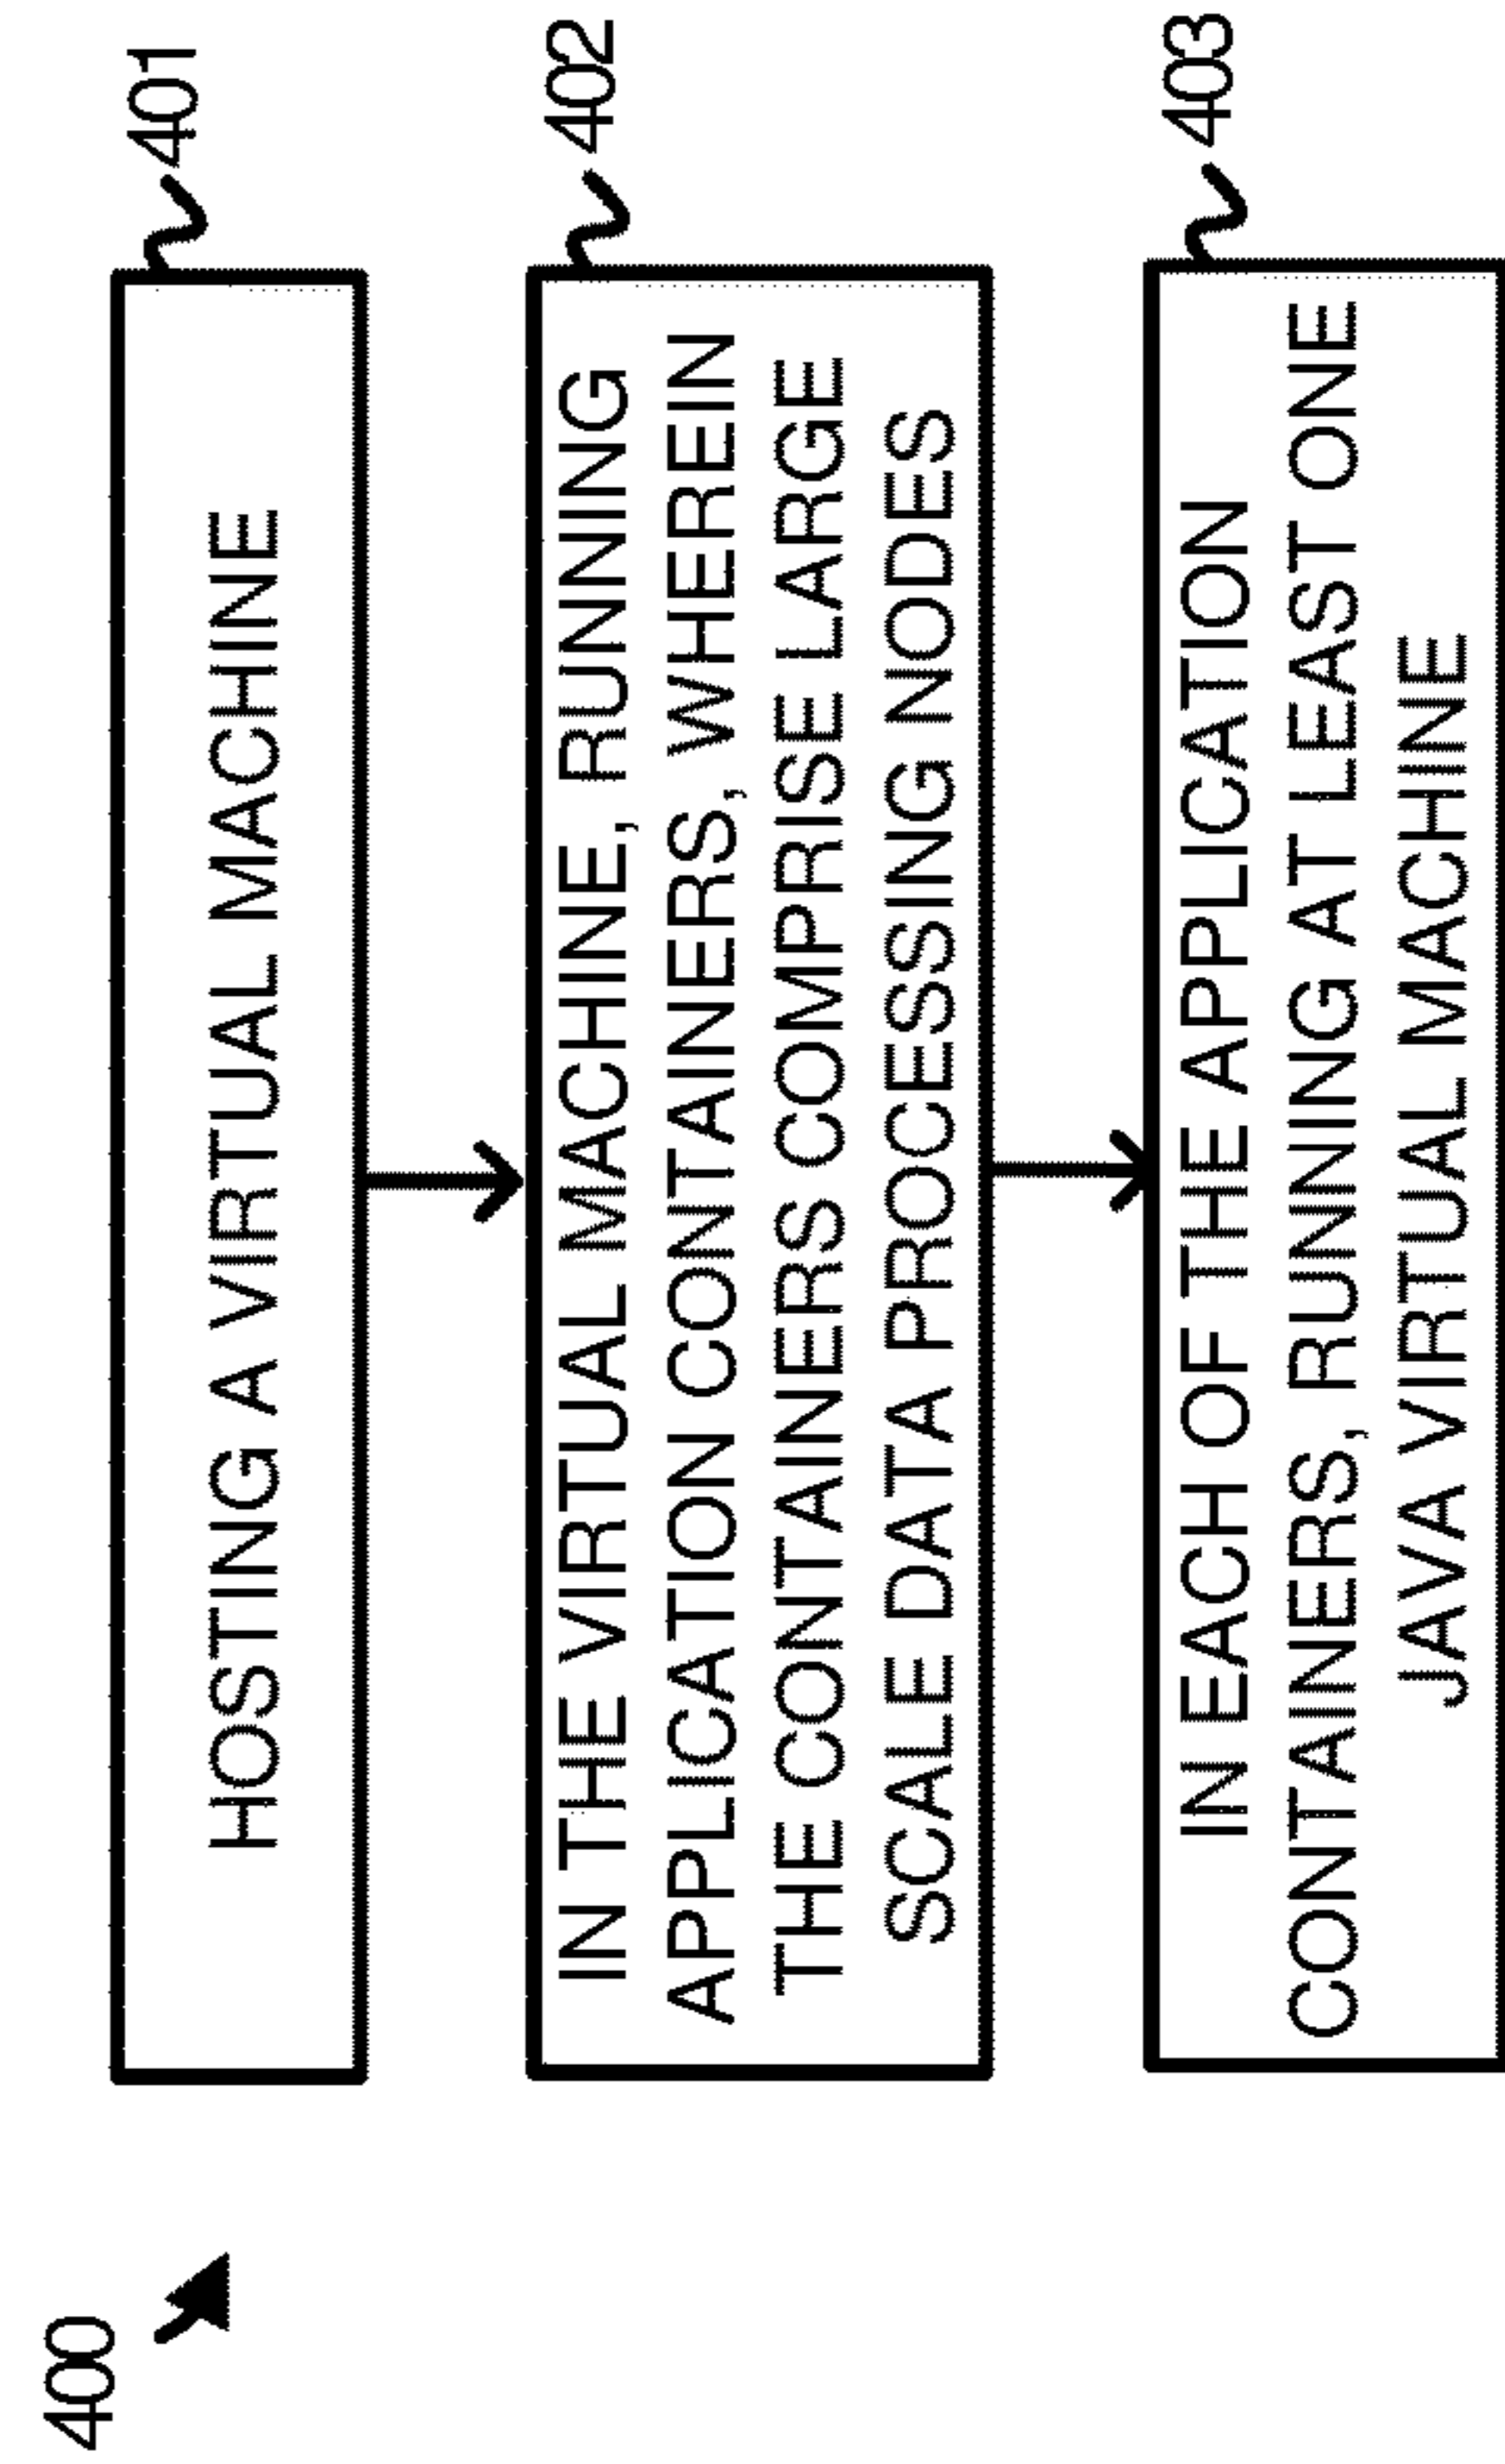 400
401
HOSTING A VIRTUAL MACHINE
402
IN THE VIRTUAL MACHINE, RUNNING
APPLICATION CONTAINERS, WHEREIN
THE CONTAINERS COMPRISE LARGE
SCALE DATA PROCESSING NODES
403
IN EACH OF THE APPLICATION
CONTAINERS, RUNNING AT LEAST ONE
JAVA VIRTUAL MACHINE